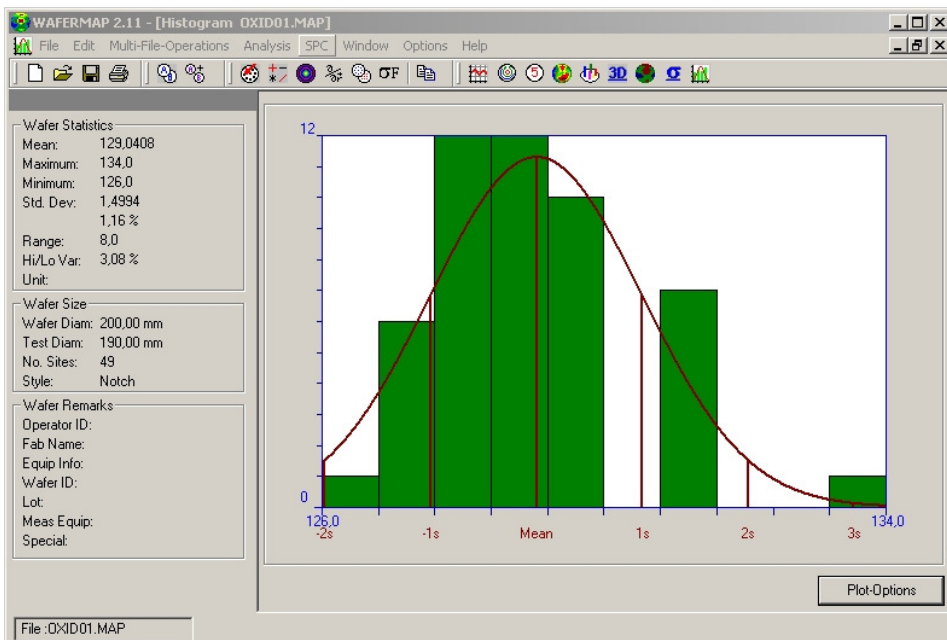 WAFERMAP 2.11 - [Histogram OXID01.MAP]
File Edit Multi-File-Operations Analysis SPC Window Options Help
σF 5 3D σ
Wafer Statistics
Mean: 129,0408
Maximum: 134,0
Minimum: 126,0
Std. Dev: 1,4994
1,16 %
Range: 8,0
Hi/Lo Var: 3,08 %
Unit:
Wafer Size
Wafer Diam: 200,00 mm
Test Diam: 190,00 mm
No. Sites: 49
Style: Notch
Wafer Remarks
Operator ID:
Fab Name:
Equip Info:
Wafer ID:
Lot:
Meas Equip:
Special:
12
0
126,0 134,0
-2s -1s Mean 1s 2s 3s
Plot-Options
File :OXID01.MAP